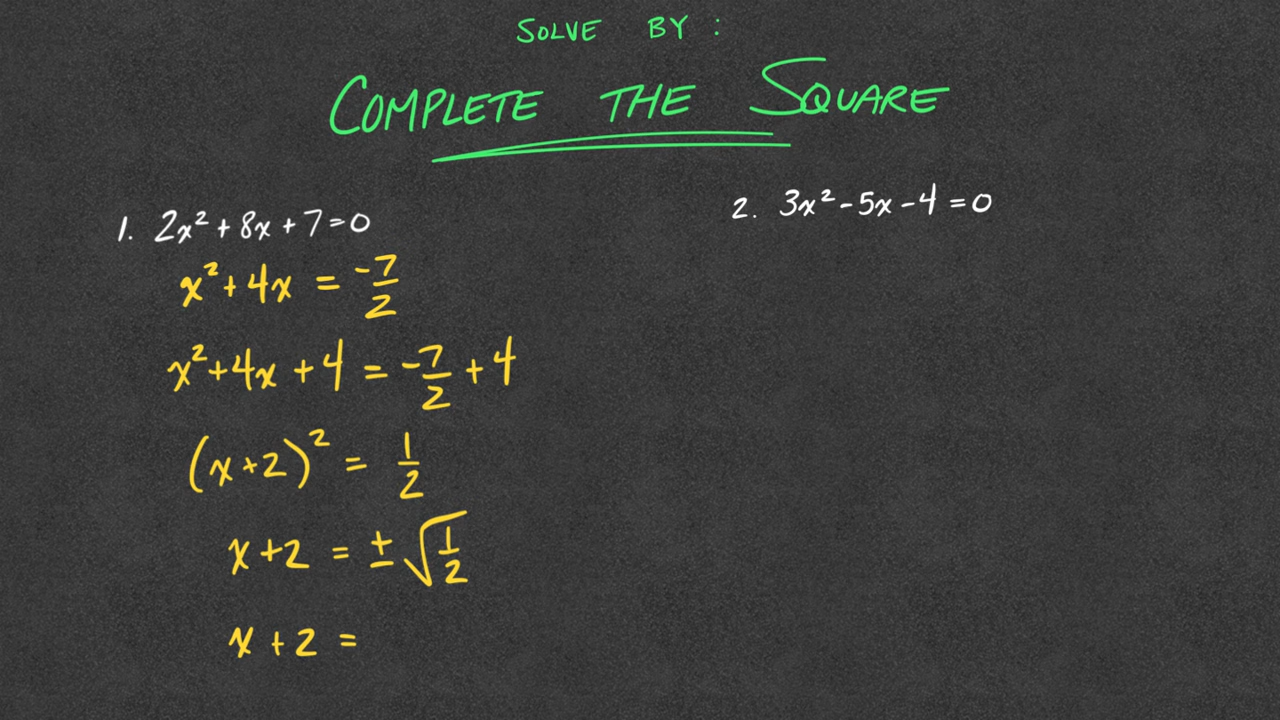 SOLVE BY :
COMPLETE THE SQUARE
1. 2x² + 8x + 7 = 0
x² + 4x = -7/2
x² + 4x + 4 = -7/2 + 4
(x + 2)² = 1/2
x + 2 = ± √(1/2)
x + 2 =
2. 3x² - 5x - 4 = 0